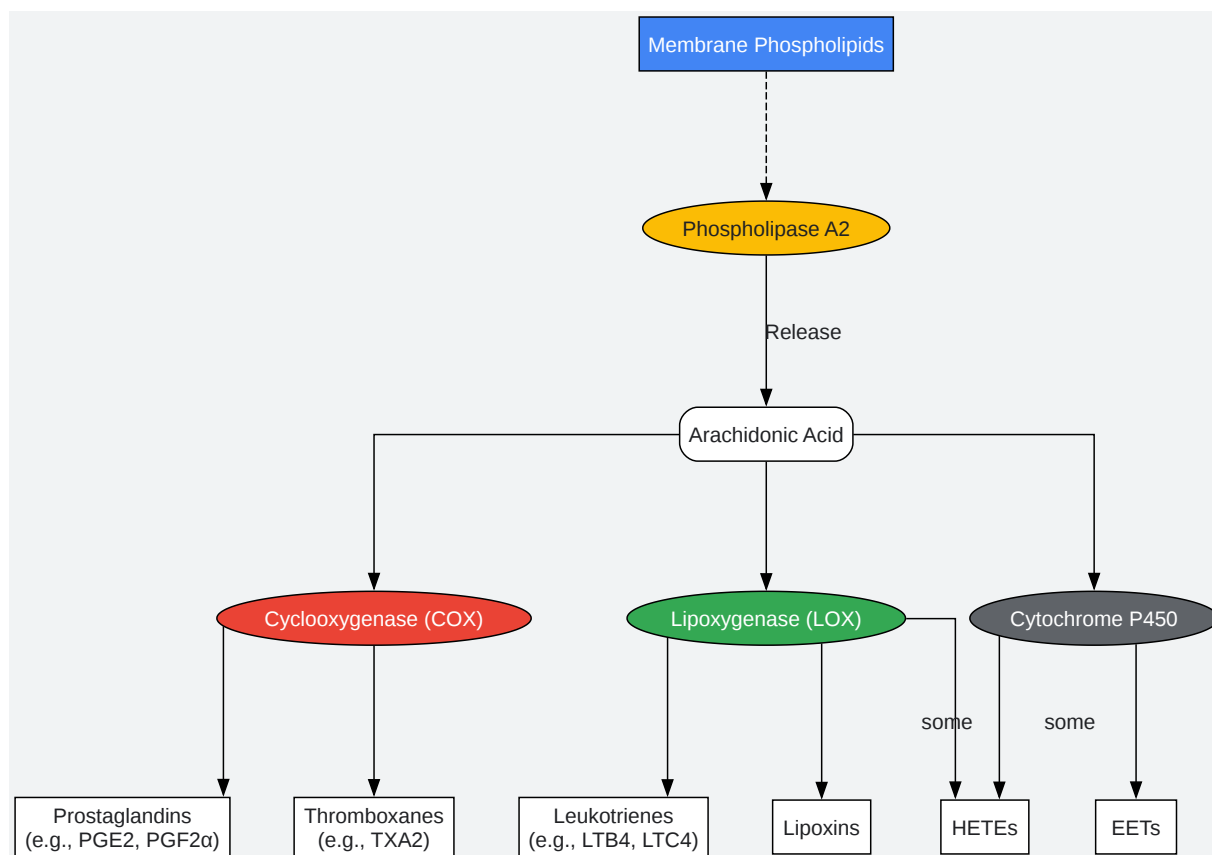 Membrane Phospholipids
Phospholipase A2
Release
Arachidonic Acid
Cyclooxygenase (COX)
Lipoxygenase (LOX)
Cytochrome P450
some
some
Prostaglandins
(e.g., PGE2, PGF2α)
Thromboxanes
(e.g., TXA2)
Leukotrienes
(e.g., LTB4, LTC4)
Lipoxins
HETEs
EETs